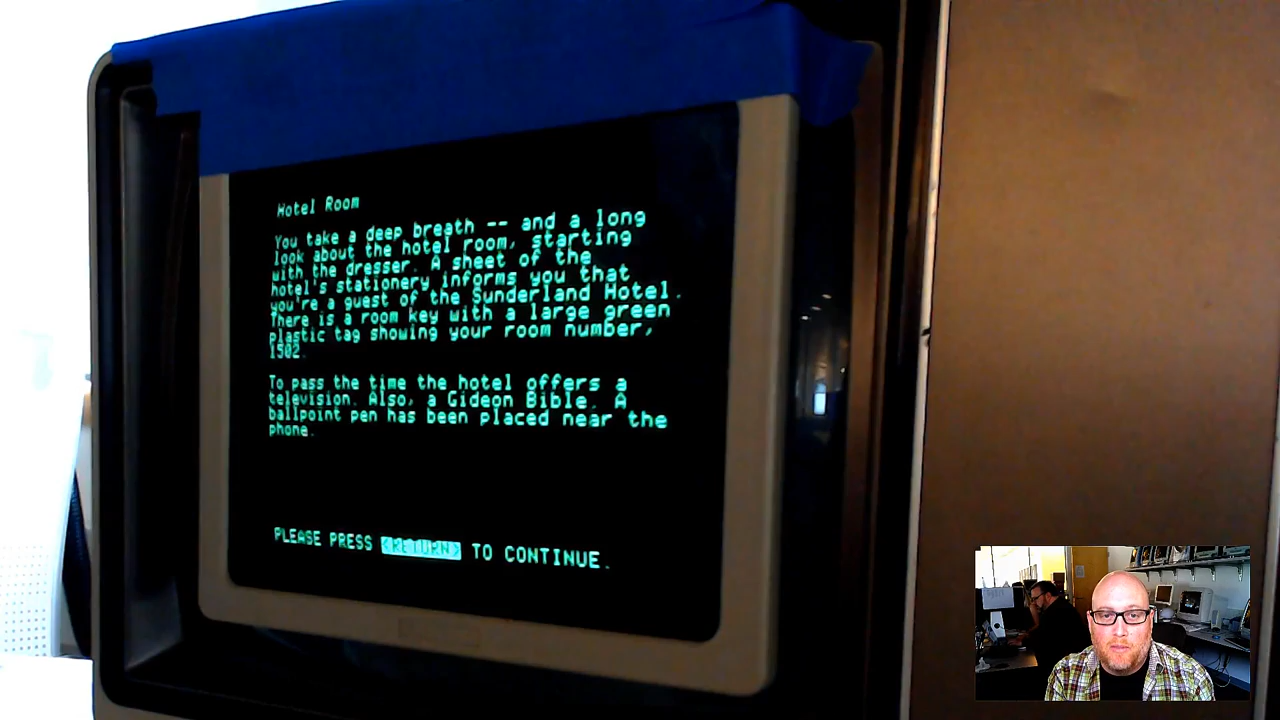 Hotel Room
You take a deep breath -- and a long
look about the hotel room, starting
with the dresser. A sheet of the
hotel's stationery informs you that
you're a guest of the Sunderland Hotel.
There is a room key with a large green
plastic tag showing your room number,
1502.
To pass the time the hotel offers a
television. Also, a Gideon Bible. A
ballpoint pen has been placed near the
phone.
PLEASE PRESS <RETURN> TO CONTINUE.